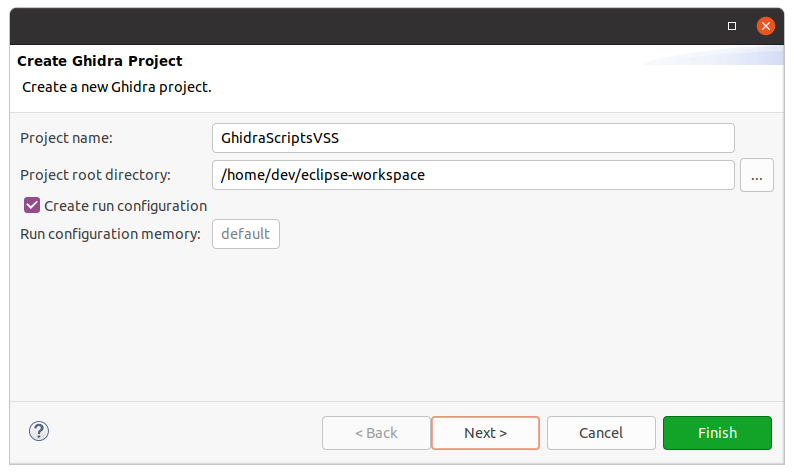 Create Ghidra Project
Create a new Ghidra project.
Project name: GhidraScriptsVSS
Project root directory: /home/dev/eclipse-workspace ...
Create run configuration
Run configuration memory: default
? < Back Next > Cancel Finish